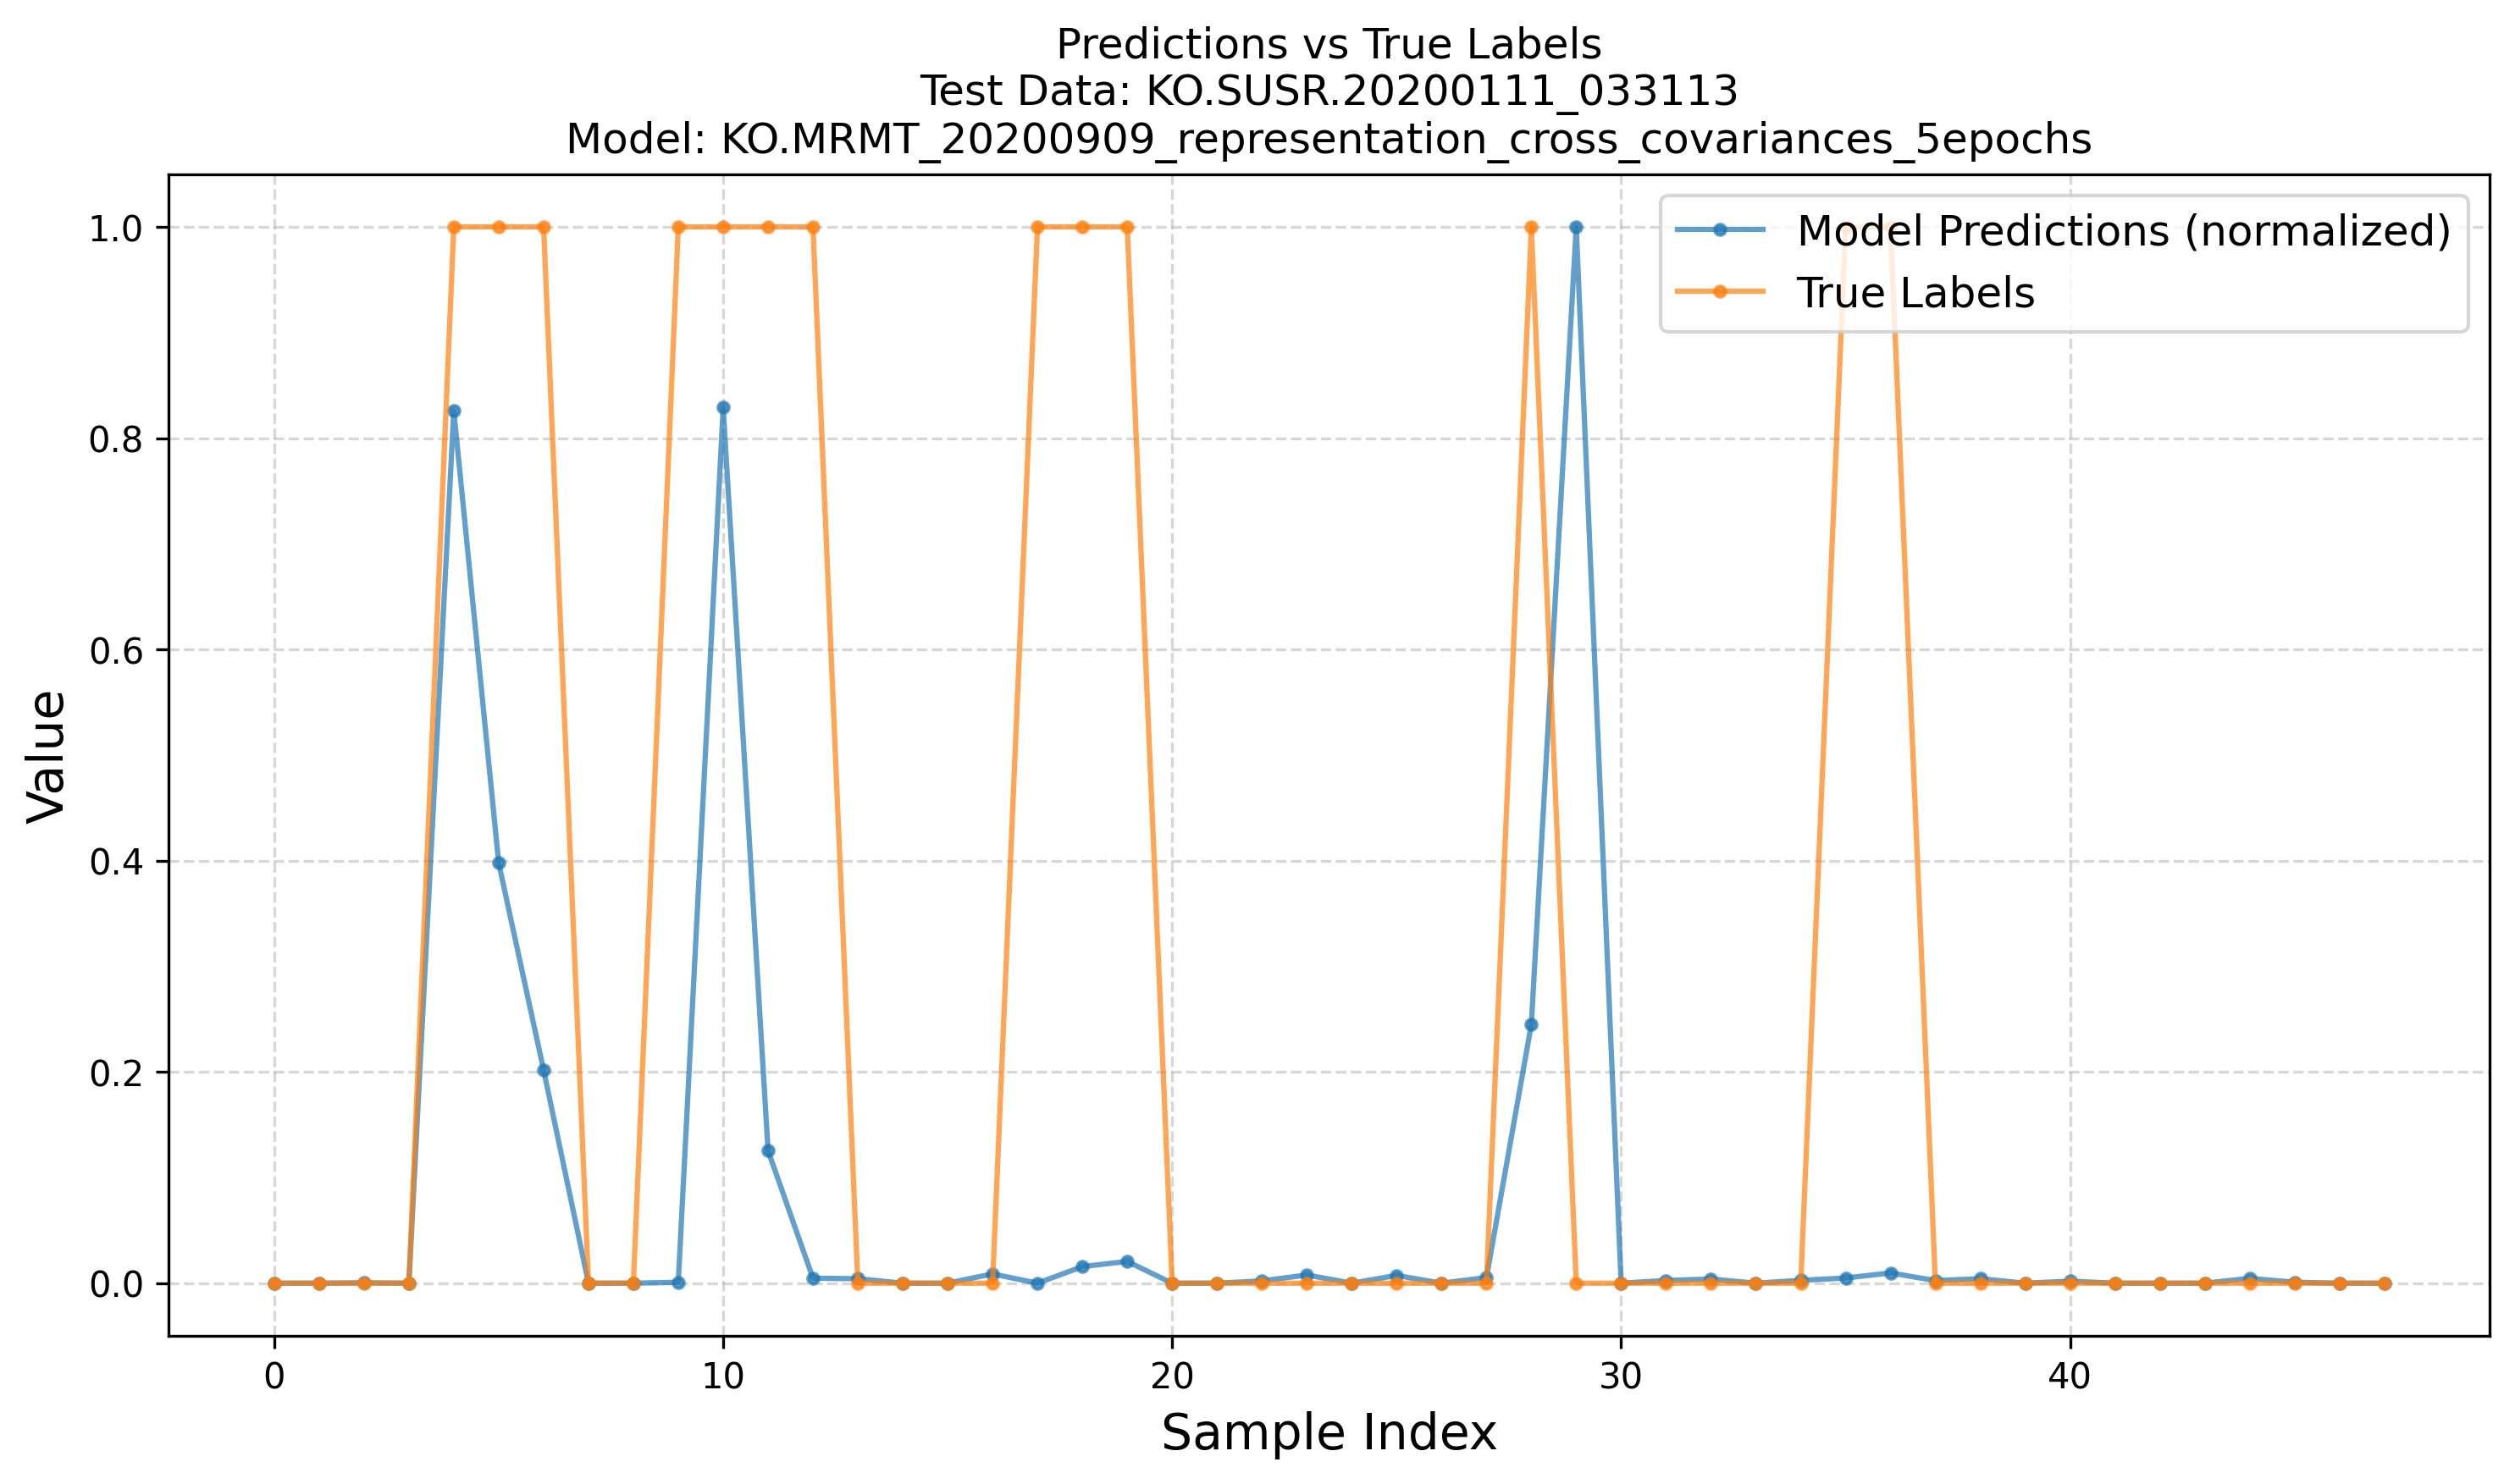 Predictions vs True Labels
Test Data: KO.SUSR.20200111_033113
Model: KO.MRMT_20200909_representation_cross_covariances_5epochs
Model Predictions (normalized)
True Labels
1.0
0.8
0.6
0.4
0.2
0.0
Value
0 10 20 30 40
Sample Index